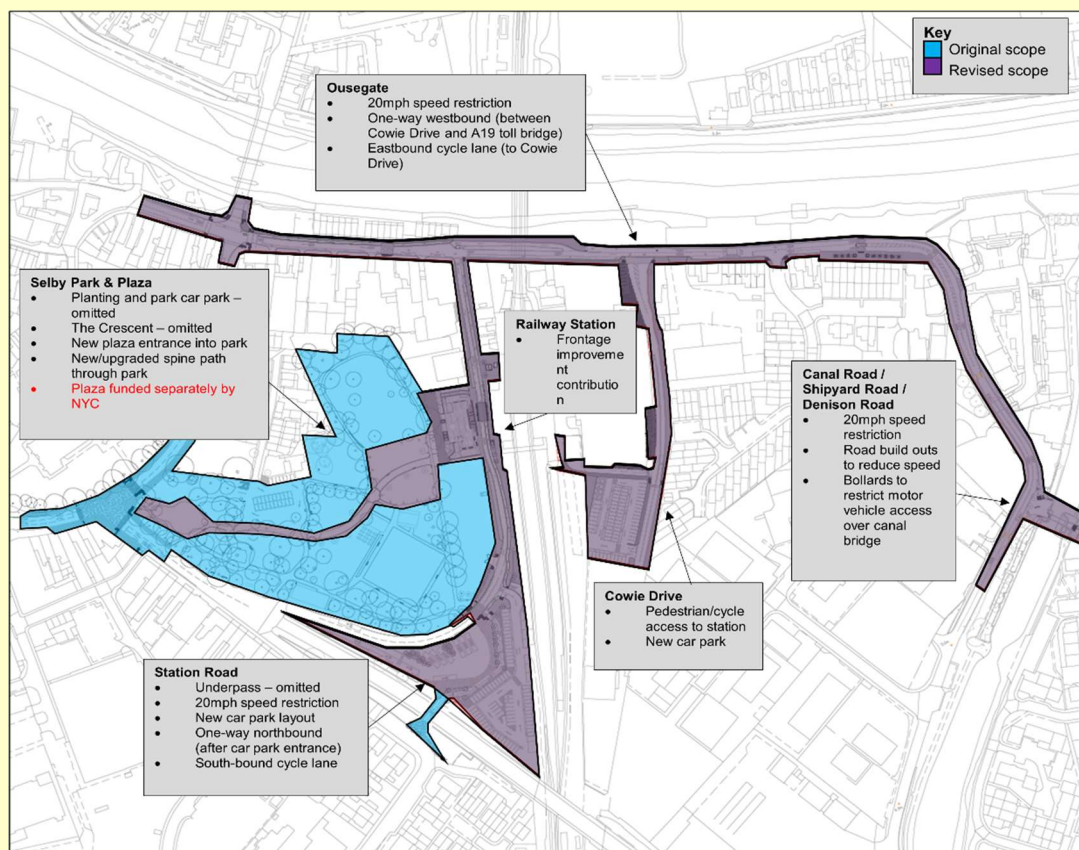 Key
Original scope
Revised scope
Ousegate
• 20mph speed restriction
• One-way westbound (between
Cowie Drive and A19 toll bridge)
• Eastbound cycle lane (to Cowie
Drive)
Selby Park & Plaza
• Planting and park car park –
omitted
• The Crescent – omitted
• New plaza entrance into park
• New/upgraded spine path
through park
• Plaza funded separately by
NYC
Railway Station
• Frontage
improveme
nt
contributio
n
Canal Road /
Shipyard Road /
Denison Road
• 20mph speed
restriction
• Road build outs
to reduce speed
• Bollards to
restrict motor
vehicle access
over canal
bridge
Cowie Drive
• Pedestrian/cycle
access to station
• New car park
Station Road
• Underpass – omitted
• 20mph speed restriction
• New car park layout
• One-way northbound
(after car park entrance)
• South-bound cycle lane